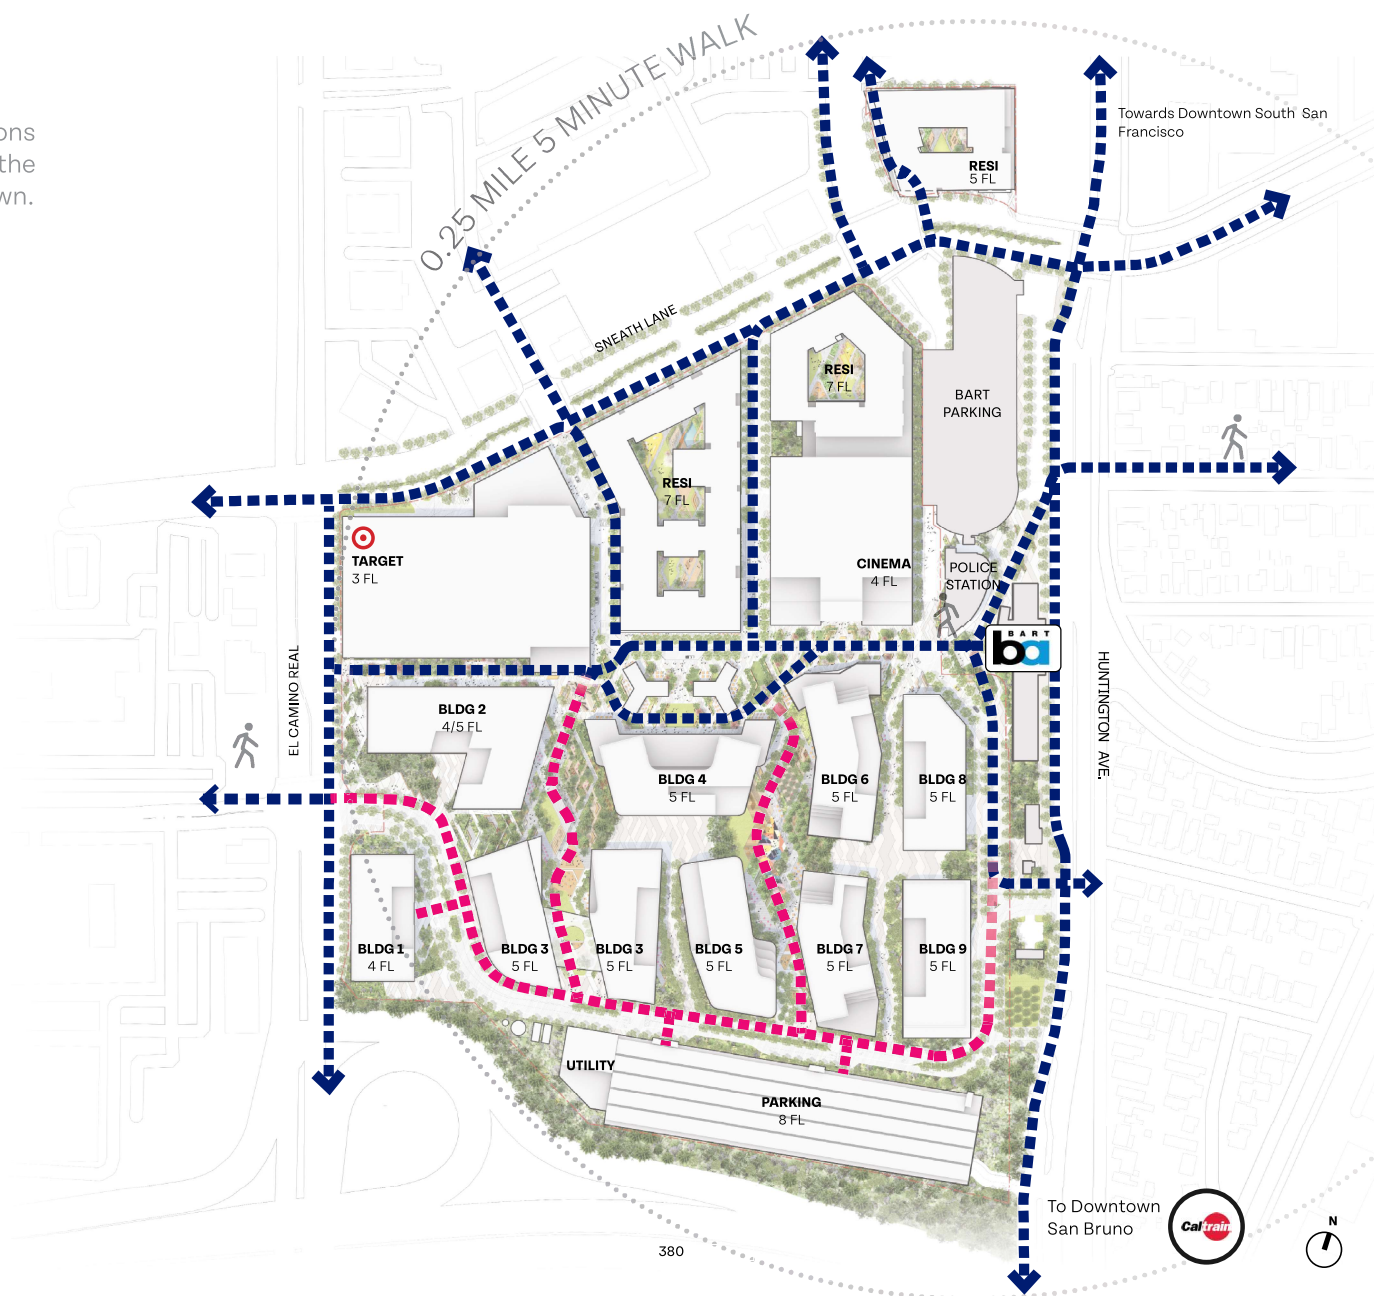 ons
the
wn.
0.25 MILE 5 MINUTE WALK
Towards Downtown South San
Francisco
RESI
5 FL
SNEATH LANE
RESI
7 FL
BART
PARKING
RESI
7 FL
TARGET
3 FL
CINEMA
4 FL
POLICE
STATION
BART
ba
EL CAMINO REAL
HUNTINGTON AVE.
BLDG 2
4/5 FL
BLDG 4
5 FL
BLDG 6
5 FL
BLDG 8
5 FL
BLDG 1
4 FL
BLDG 3
5 FL
BLDG 3
5 FL
BLDG 5
5 FL
BLDG 7
5 FL
BLDG 9
5 FL
UTILITY
PARKING
8 FL
To Downtown
San Bruno
Caltrain
N
380